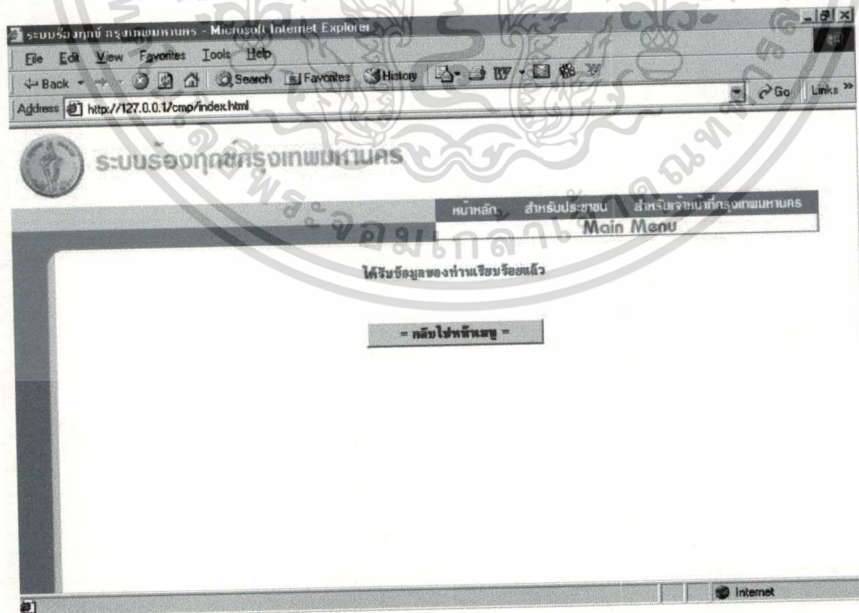 ระบบร้องทุกข์ กรุงเทพมหานคร - Microsoft Internet Explorer
File Edit View Favorites Tools Help
Back Search Favorites History
Address http://127.0.0.1/cmp/index.html Go Links »
ระบบร้องทุกข์กรุงเทพมหานคร
หน้าหลัก สำหรับประชาชน สำหรับเจ้าหน้าที่กรุงเทพมหานคร
Main Menu
ได้รับข้อมูลของท่านเรียบร้อยแล้ว
= กลับไปหน้าเมนู =
Internet